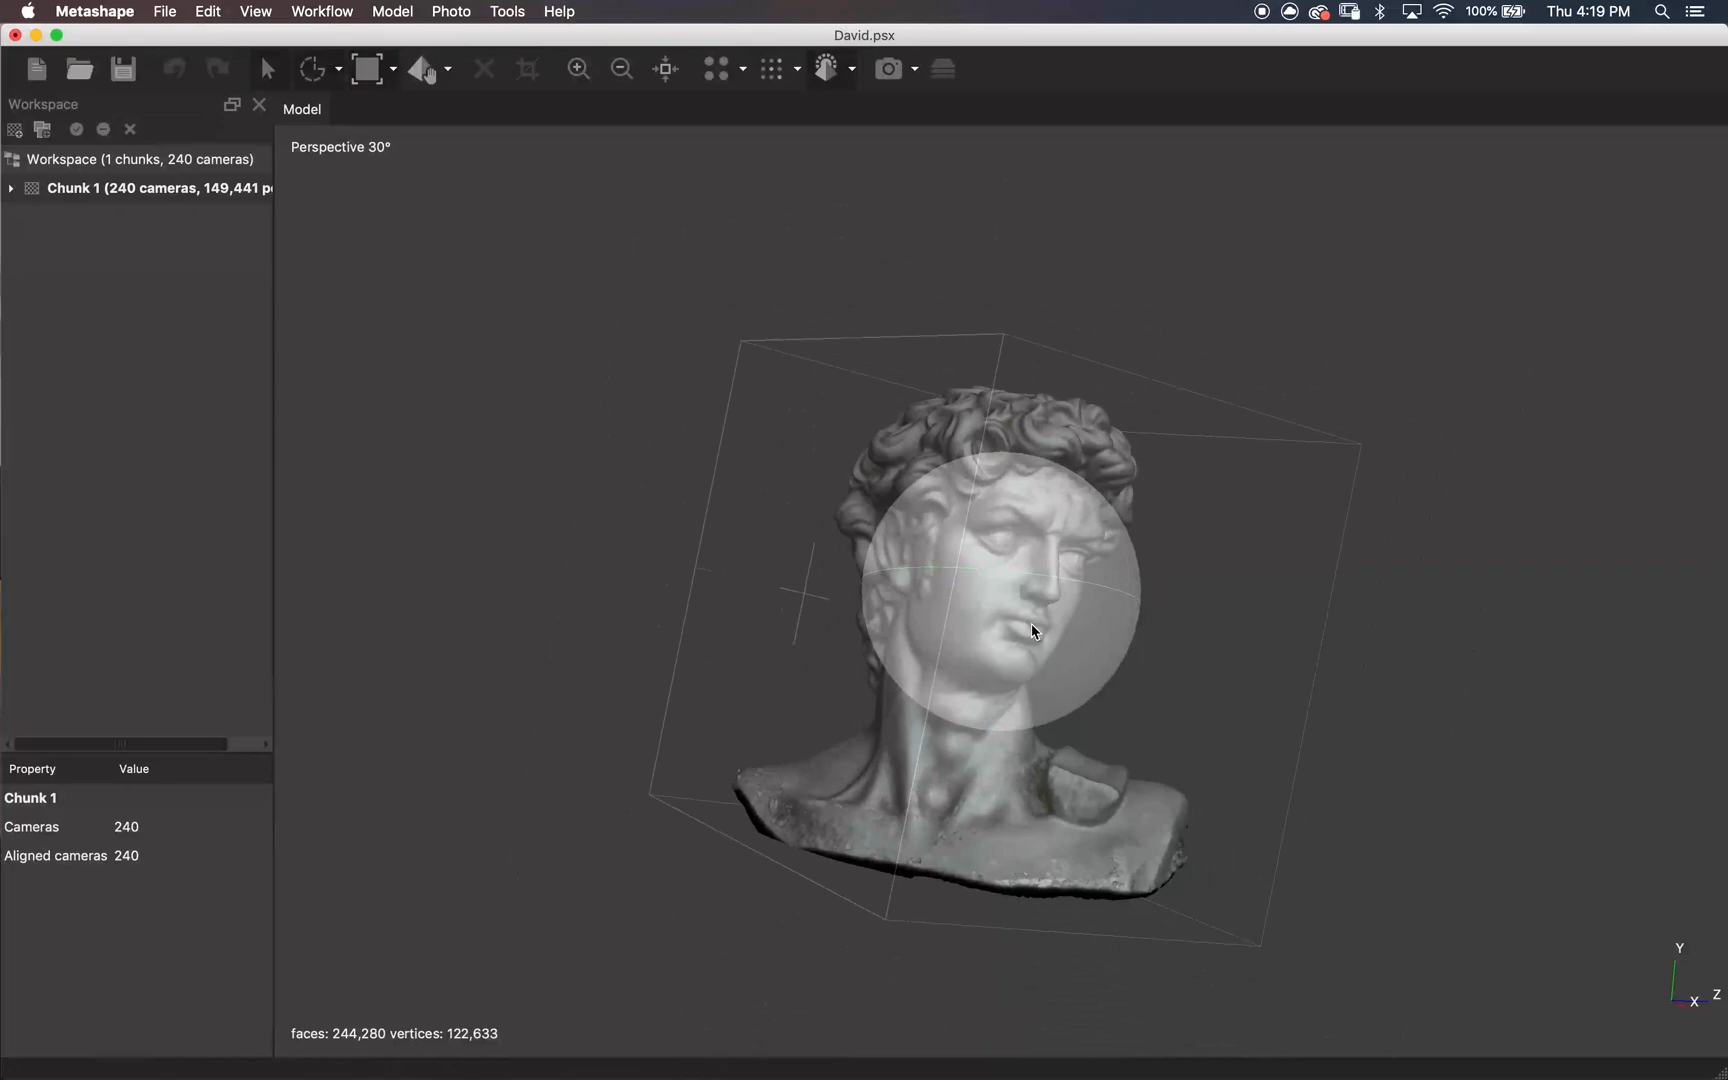 Metashape File Edit View Workflow Model Photo Tools Help 100% Thu 4:19 PM
David.psx
Workspace
Model
Perspective 30°
Workspace (1 chunks, 240 cameras)
Chunk 1 (240 cameras, 149,441 p
Property Value
Chunk 1
Cameras 240
Aligned cameras 240
Y
Z
X
faces: 244,280 vertices: 122,633